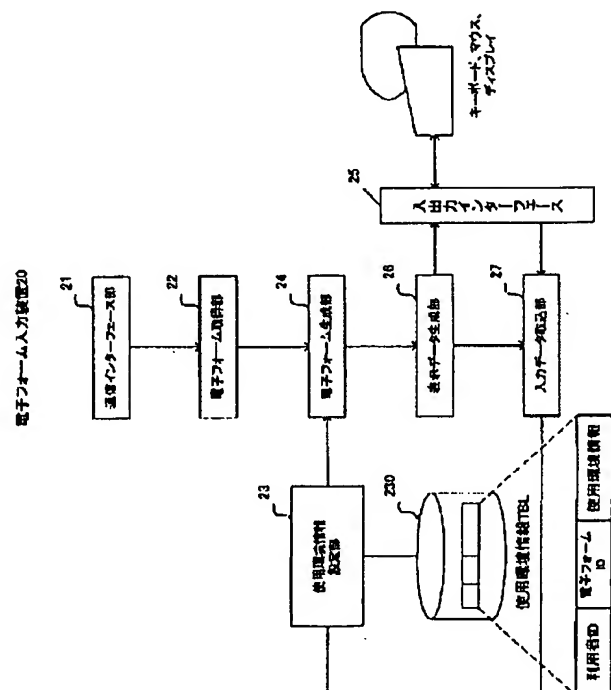 電子フォーム入力装置20
21
通信インターフェース部
22
電子フォーム取得部
23
使用環境情報
設定部
24
電子フォーム生成部
230
使用環境情報TBL
26
表示データ生成部
25
入出力インターフェース
キーボード、マウス、
ディスプレイ
27
入力データ取込部
利用者ID
電子フォーム
ID
使用環境情報